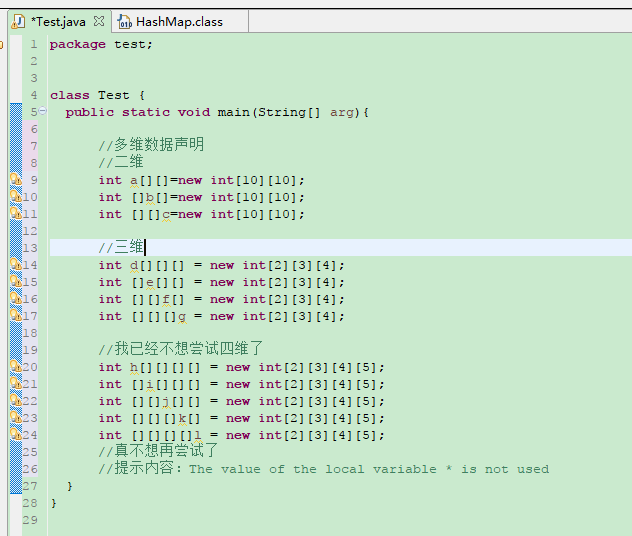 *Test.java HashMap.class
1 package test;
2
3
4 class Test {
5 public static void main(String[] arg){
6
7 //多维数据声明
8 //二维
9 int a[][]=new int[10][10];
10 int []b[]=new int[10][10];
11 int [][]c=new int[10][10];
12
13 //三维
14 int d[][][] = new int[2][3][4];
15 int []e[][] = new int[2][3][4];
16 int [][]f[] = new int[2][3][4];
17 int [][][]g = new int[2][3][4];
18
19 //我已经不想尝试四维了
20 int h[][][][] = new int[2][3][4][5];
21 int []i[][][] = new int[2][3][4][5];
22 int [][]j[][] = new int[2][3][4][5];
23 int [][][]k[] = new int[2][3][4][5];
24 int [][][][]l = new int[2][3][4][5];
25 //真不想再尝试了
26 //提示内容：The value of the local variable * is not used
27 }
28 }
29